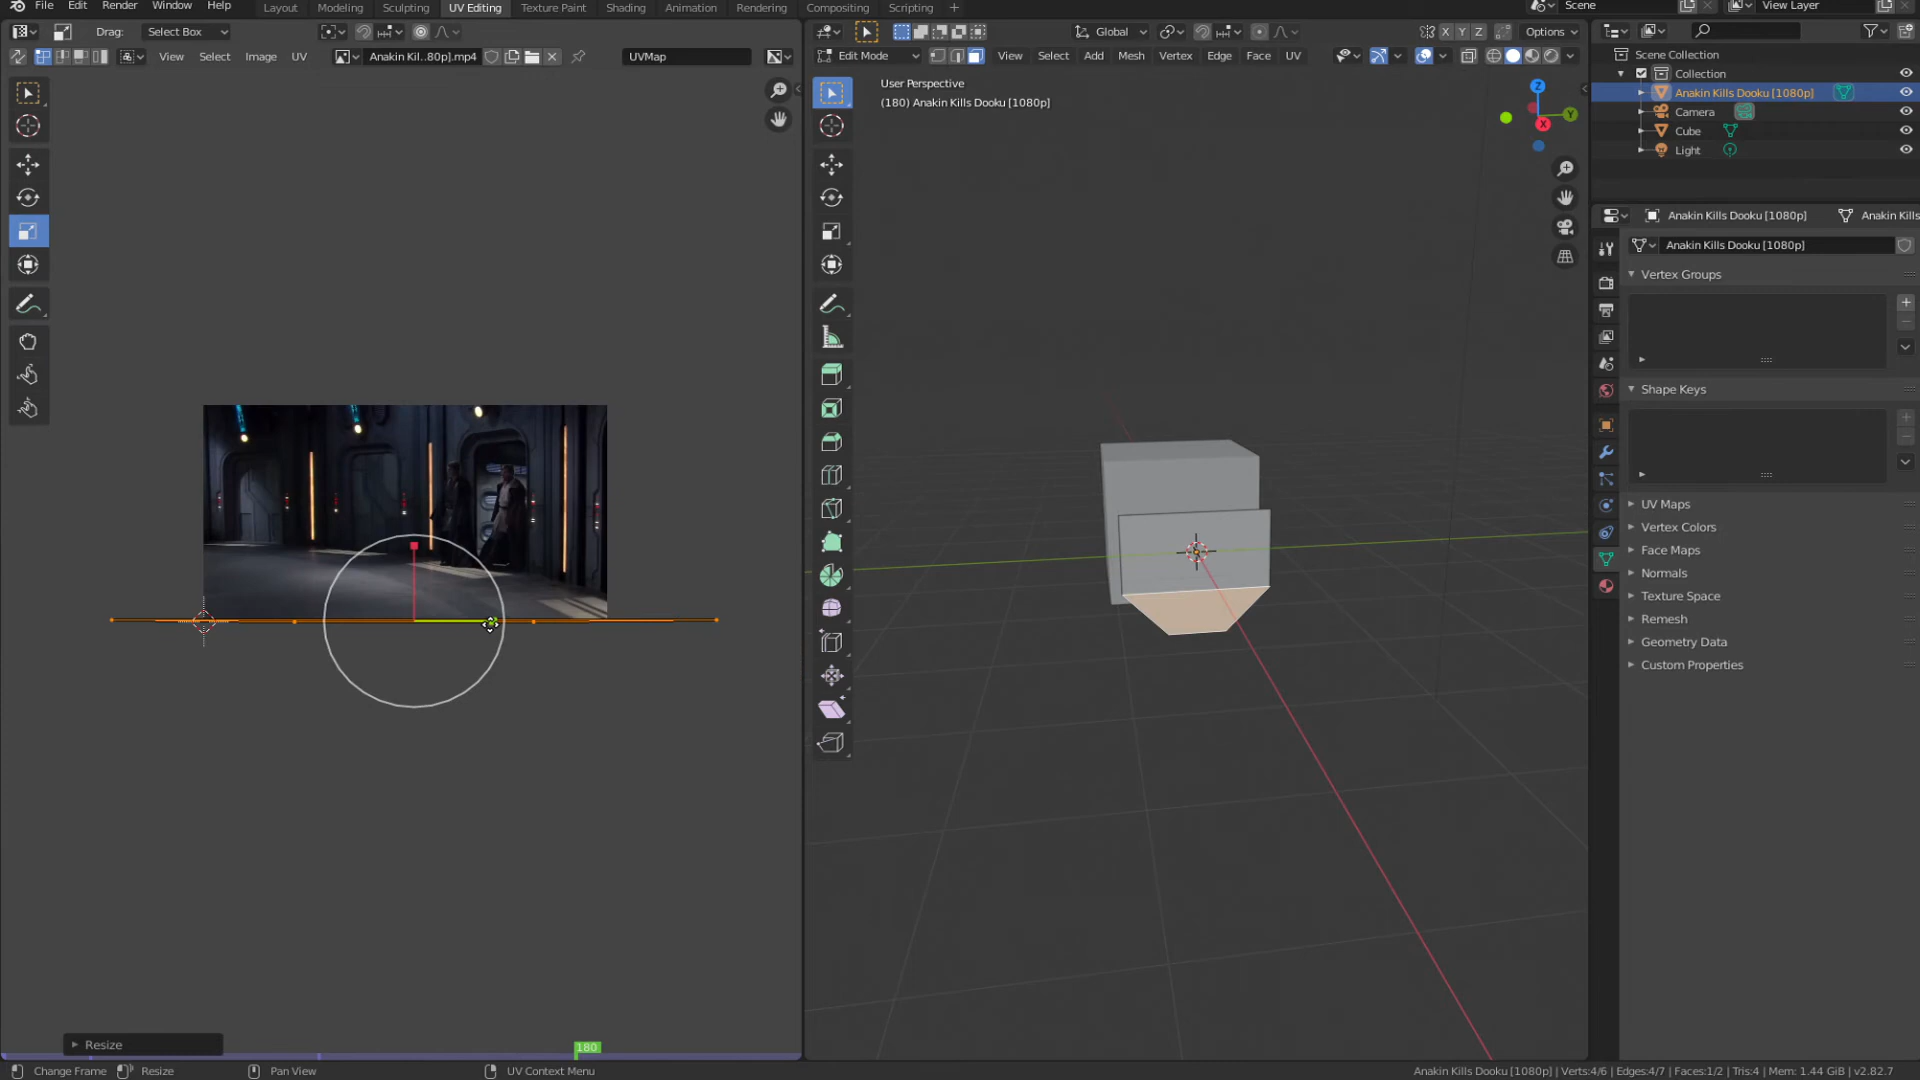 File Edit Render Window Help Layout Modeling Sculpting UV Editing Texture Paint Shading Animation Rendering Compositing Scripting + Scene View Layer
Drag: Select Box Global X Y Z Options
View Select Image UV Anakin Kil..80p].mp4 UVMap Edit Mode View Select Add Mesh Vertex Edge Face UV
User Perspective
(180) Anakin Kills Dooku [1080p]
Z
Y
X
Scene Collection
Collection
Anakin Kills Dooku [1080p]
Camera
Cube
Light
Anakin Kills Dooku [1080p] Anakin Kills
Anakin Kills Dooku [1080p]
Vertex Groups
Shape Keys
UV Maps
Vertex Colors
Face Maps
Normals
Texture Space
Remesh
Geometry Data
Custom Properties
Resize
180
Change Frame Resize Pan View UV Context Menu Anakin Kills Dooku [1080p] | Verts:4/6 | Edges:4/7 | Faces:1/2 | Tris:4 | Mem: 1.44 GiB | v2.82.7